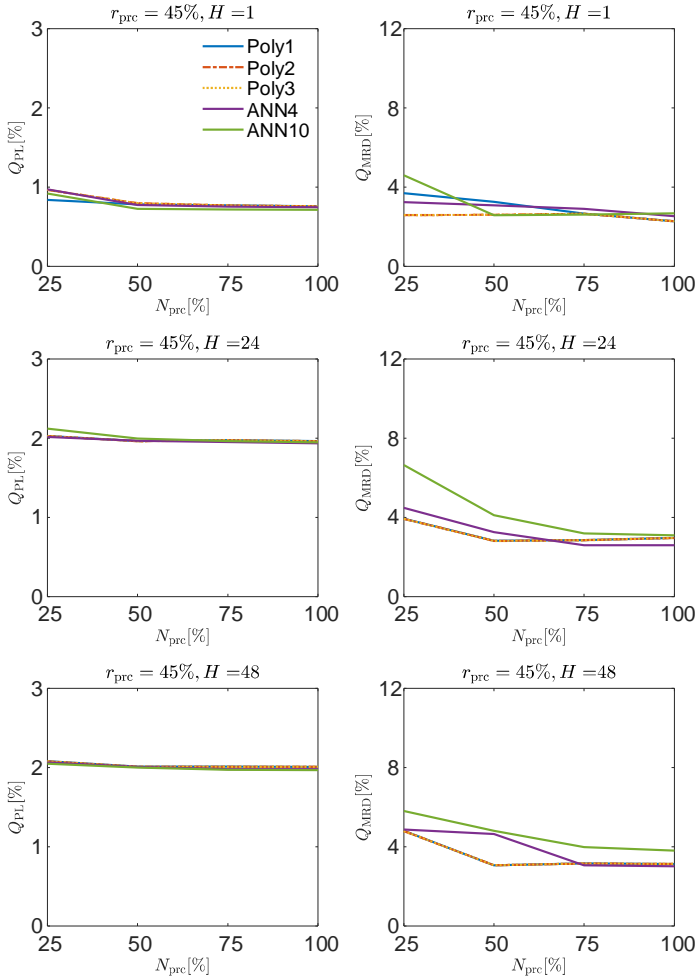 r_prc = 45%, H =1
3
2
1
0
Q_PL[%]
25 50 75 100
N_prc[%]
Poly1
Poly2
Poly3
ANN4
ANN10
r_prc = 45%, H =1
12
8
4
0
Q_MRD[%]
25 50 75 100
N_prc[%]
r_prc = 45%, H =24
3
2
1
0
Q_PL[%]
25 50 75 100
N_prc[%]
r_prc = 45%, H =24
12
8
4
0
Q_MRD[%]
25 50 75 100
N_prc[%]
r_prc = 45%, H =48
3
2
1
0
Q_PL[%]
25 50 75 100
N_prc[%]
r_prc = 45%, H =48
12
8
4
0
Q_MRD[%]
25 50 75 100
N_prc[%]